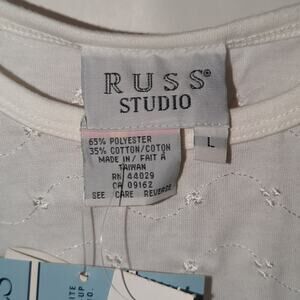 RUSS®
STUDIO
65% POLYESTER
35% COTTON/COTON
MADE IN/ FAIT À
TAIWAN
RN 44029
CA 09162
SEE CARE REVERSE
L